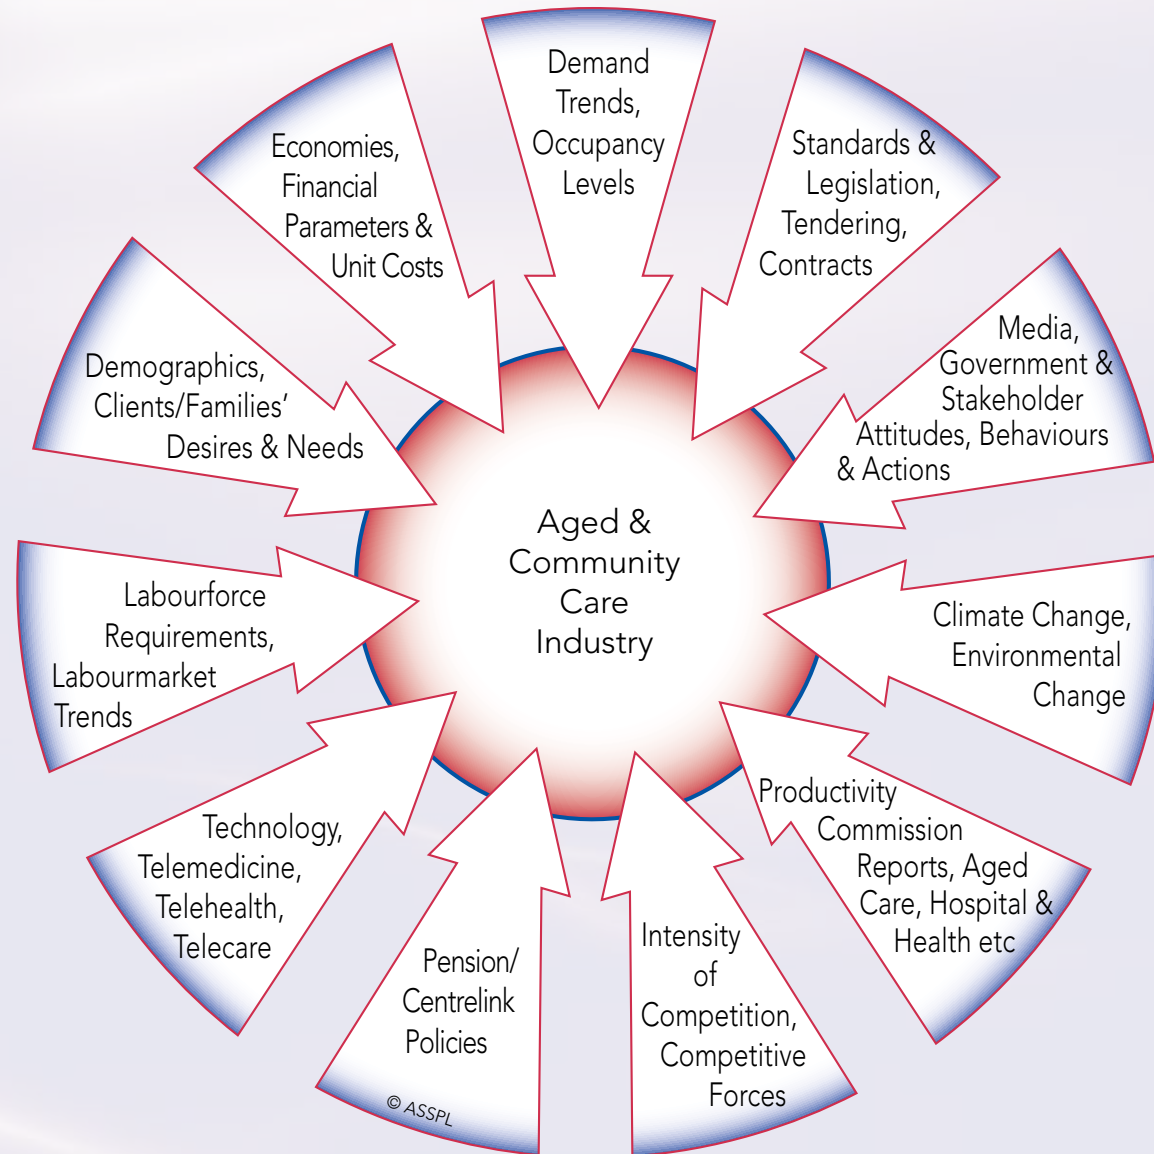 Demand
Trends,
Occupancy
Levels
Standards &
Legislation,
Tendering,
Contracts
Media,
Government &
Stakeholder
Attitudes, Behaviours
& Actions
Climate Change,
Environmental
Change
Productivity
Commission
Reports, Aged
Care, Hospital &
Health etc
Intensity
of
Competition,
Competitive
Forces
Pension/
Centrelink
Policies
© ASSPL
Technology,
Telemedicine,
Telehealth,
Telecare
Labourforce
Requirements,
Labourmarket
Trends
Demographics,
Clients/Families’
Desires & Needs
Economies,
Financial
Parameters &
Unit Costs
Aged &
Community
Care
Industry